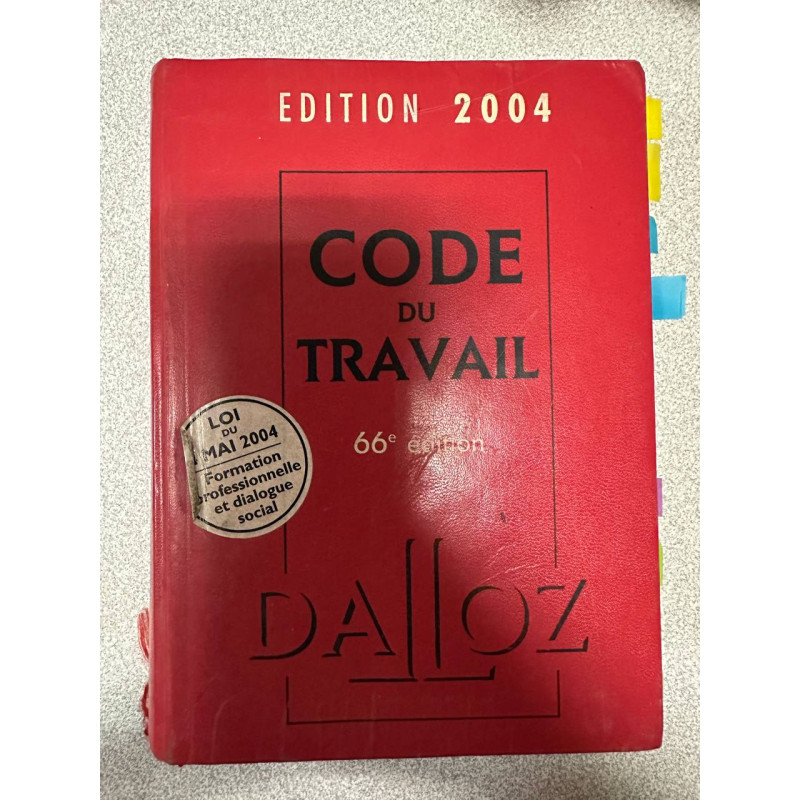 EDITION 2004
CODE
DU
TRAVAIL
66e édition
LOI
DU
MAI 2004
Formation
professionnelle
et dialogue
social
DALLOZ